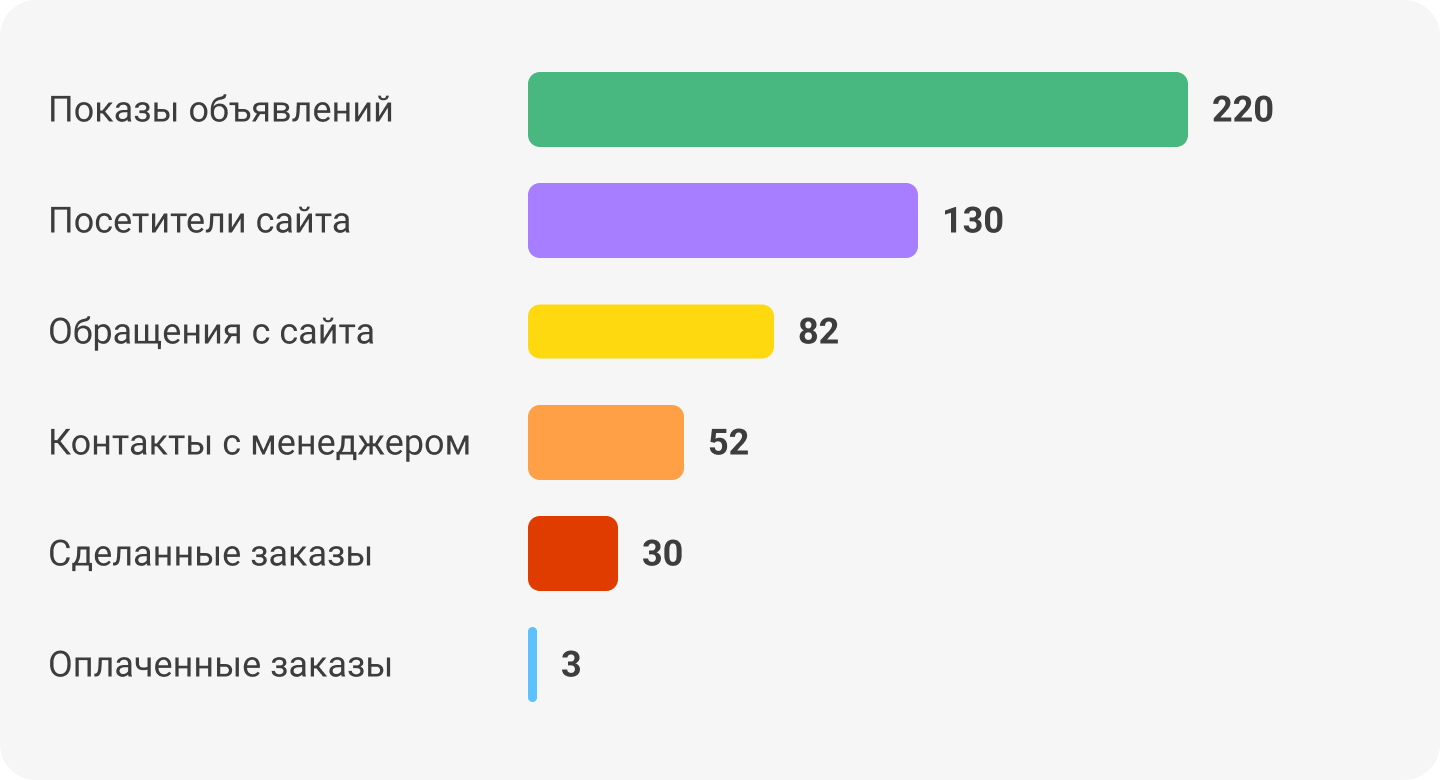 Показы объявлений 220
Посетители сайта 130
Обращения с сайта 82
Контакты с менеджером 52
Сделанные заказы 30
Оплаченные заказы 3